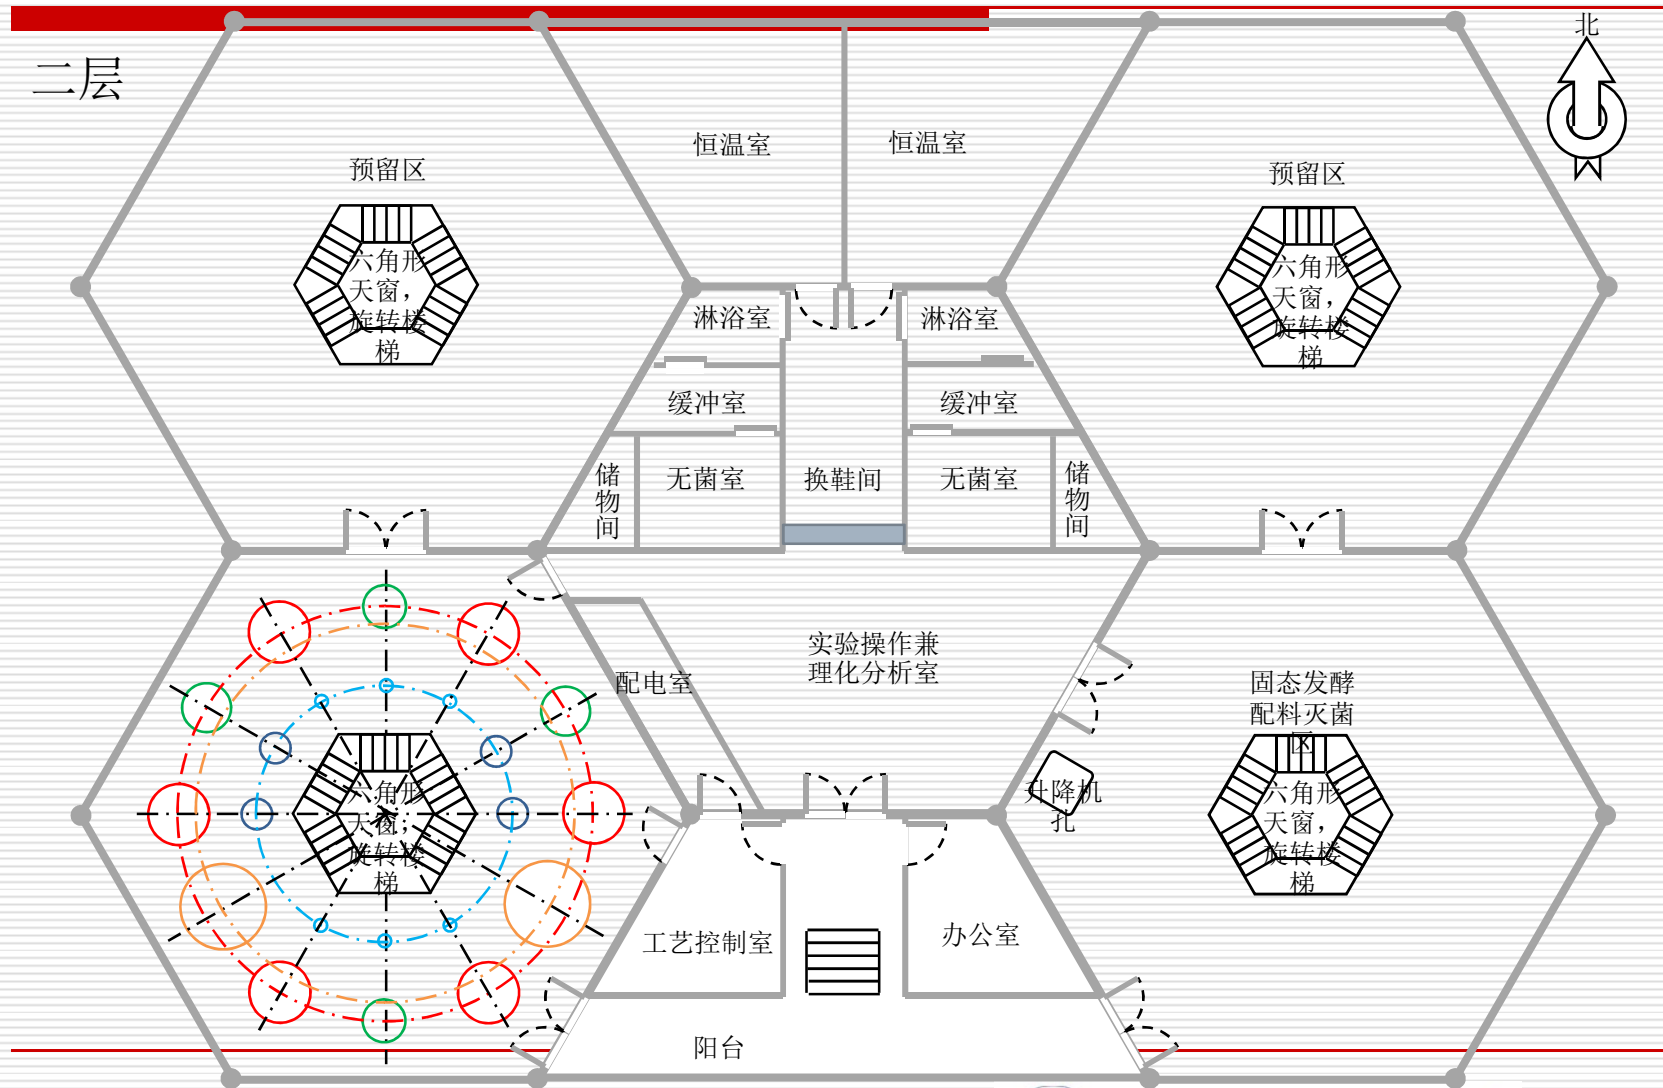 北
二层
恒温室
恒温室
预留区
预留区
六角形
天窗，
旋转楼
梯
六角形
天窗，
旋转楼
梯
淋浴室
淋浴室
缓冲室
缓冲室
储
物
间
无菌室
换鞋间
无菌室
储
物
间
实验操作兼
理化分析室
配电室
固态发酵
配料灭菌
区
六角形
天窗，
旋转楼
梯
升降机
孔
六角形
天窗，
旋转楼
梯
工艺控制室
办公室
阳台